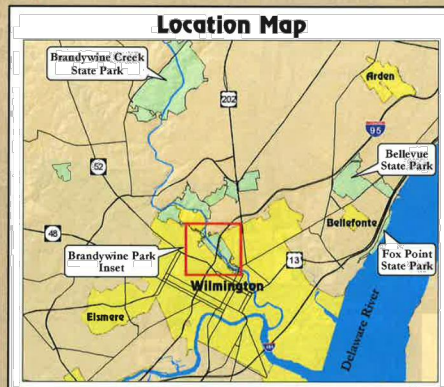 Location Map
Brandywine Creek
State Park
Arden
202
95
52
Bellevue
State Park
48
Bellefonte
Brandywine Park
Inset
13
Fox Point
State Park
Wilmington
Elsmere
Delaware River